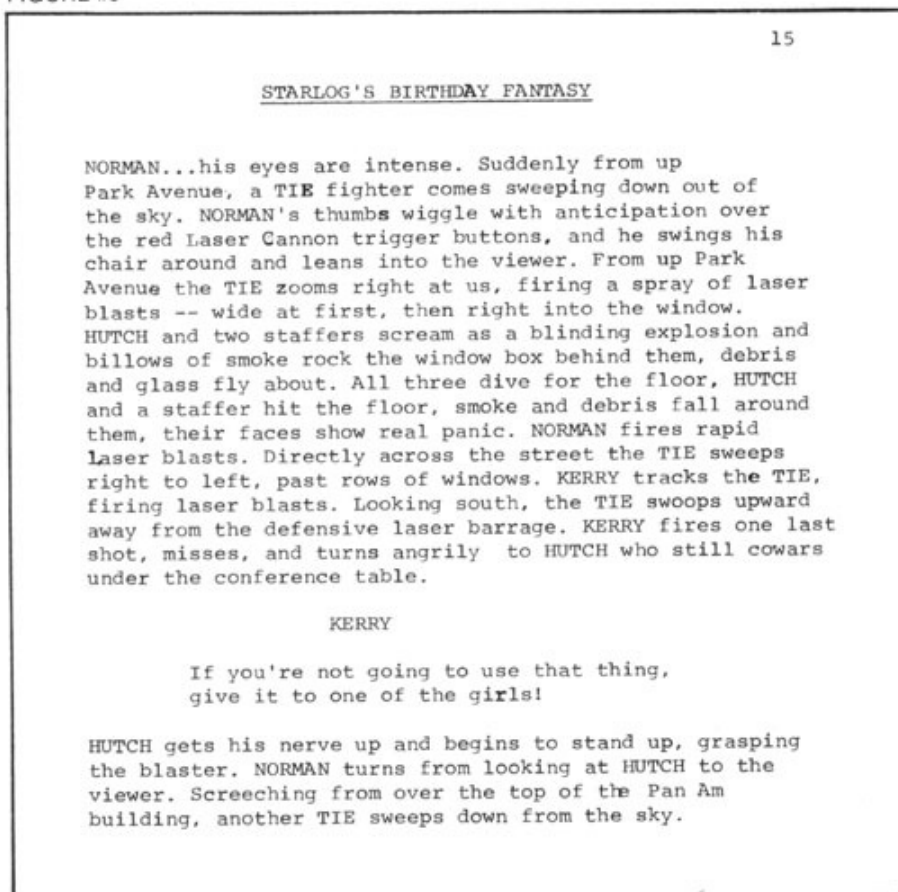 15
STARLOG'S BIRTHDAY FANTASY
NORMAN...his eyes are intense. Suddenly from up
Park Avenue, a TIE fighter comes sweeping down out of
the sky. NORMAN's thumbs wiggle with anticipation over
the red Laser Cannon trigger buttons, and he swings his
chair around and leans into the viewer. From up Park
Avenue the TIE zooms right at us, firing a spray of laser
blasts -- wide at first, then right into the window.
HUTCH and two staffers scream as a blinding explosion and
billows of smoke rock the window box behind them, debris
and glass fly about. All three dive for the floor, HUTCH
and a staffer hit the floor, smoke and debris fall around
them, their faces show real panic. NORMAN fires rapid
laser blasts. Directly across the street the TIE sweeps
right to left, past rows of windows. KERRY tracks the TIE,
firing laser blasts. Looking south, the TIE swoops upward
away from the defensive laser barrage. KERRY fires one last
shot, misses, and turns angrily to HUTCH who still cowars
under the conference table.
KERRY
If you're not going to use that thing,
give it to one of the girls!
HUTCH gets his nerve up and begins to stand up, grasping
the blaster. NORMAN turns from looking at HUTCH to the
viewer. Screeching from over the top of the Pan Am
building, another TIE sweeps down from the sky.